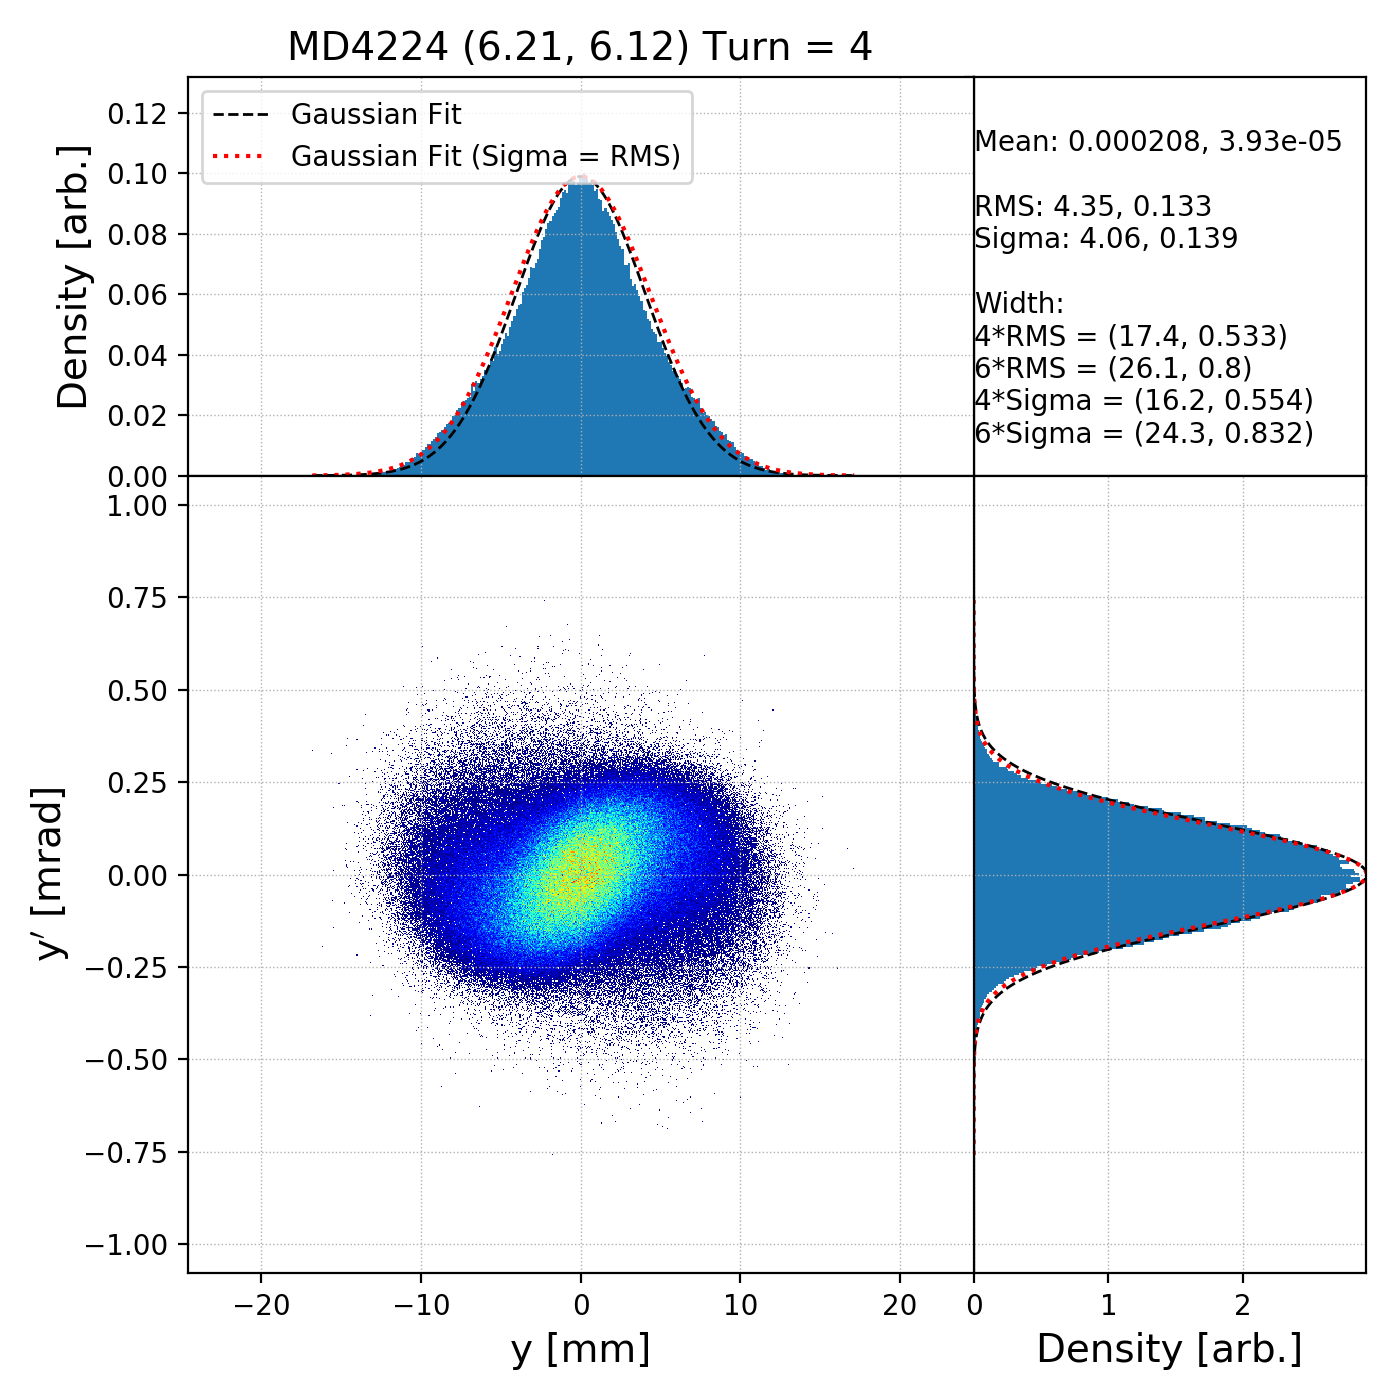 MD4224 (6.21, 6.12) Turn = 4
Gaussian Fit
Gaussian Fit (Sigma = RMS)
Density [arb.]
0.12
0.10
0.08
0.06
0.04
0.02
0.00
Mean: 0.000208, 3.93e-05
RMS: 4.35, 0.133
Sigma: 4.06, 0.139
Width:
4*RMS = (17.4, 0.533)
6*RMS = (26.1, 0.8)
4*Sigma = (16.2, 0.554)
6*Sigma = (24.3, 0.832)
y′ [mrad]
1.00
0.75
0.50
0.25
0.00
−0.25
−0.50
−0.75
−1.00
−20 −10 0 10 20
y [mm]
0 1 2
Density [arb.]